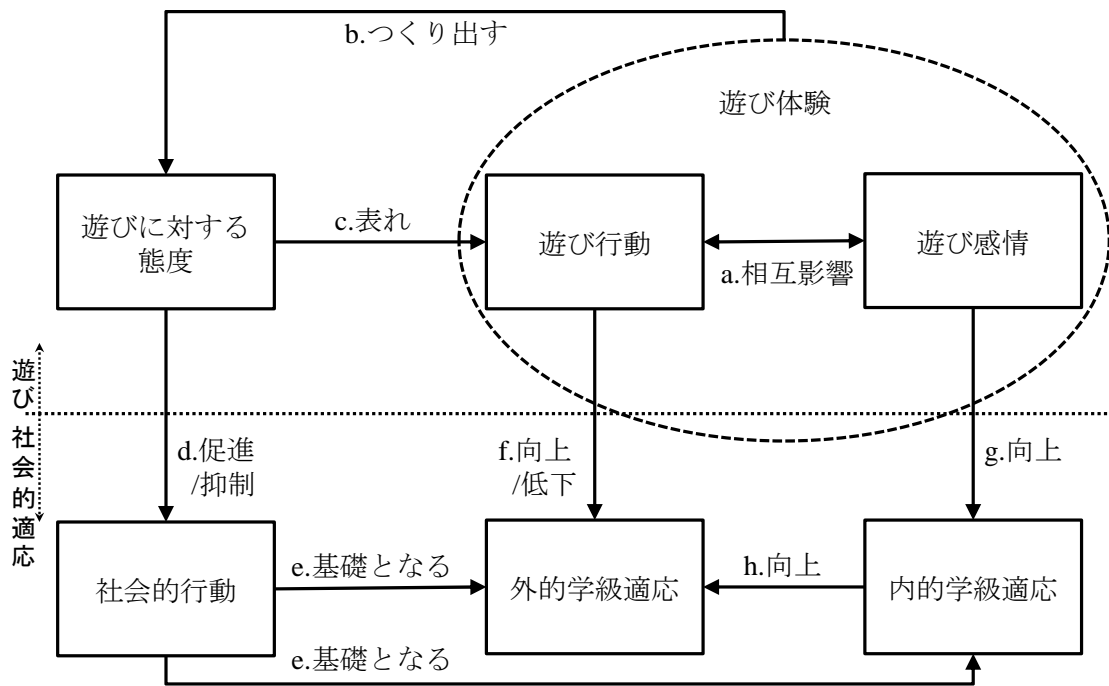 b.つくり出す
遊び体験
遊びに対する
態度
c.表れ
遊び行動
a.相互影響
遊び感情
遊び
社会的適応
d.促進
/抑制
f.向上
/低下
g.向上
社会的行動
e.基礎となる
外的学級適応
h.向上
内的学級適応
e.基礎となる